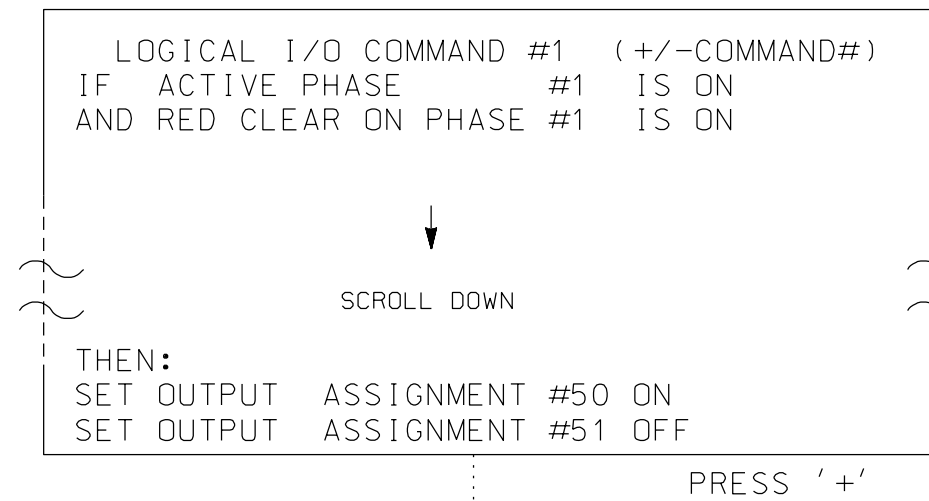 LOGICAL I/O COMMAND #1 (+/-COMMAND#)
IF ACTIVE PHASE #1 IS ON
AND RED CLEAR ON PHASE #1 IS ON
SCROLL DOWN
THEN:
SET OUTPUT ASSIGNMENT #50 ON
SET OUTPUT ASSIGNMENT #51 OFF
PRESS '+'